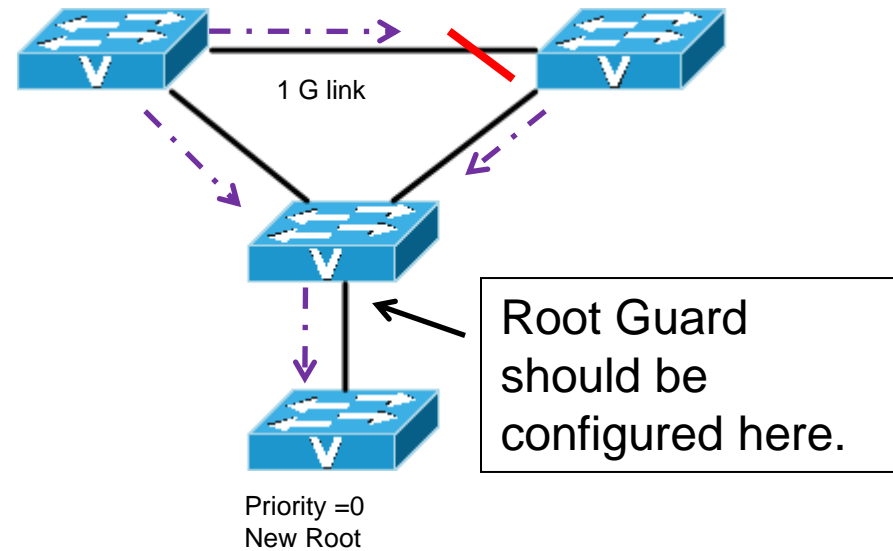 V
V
1 G link
V
Root Guard
should be
configured here.
V
Priority =0
New Root